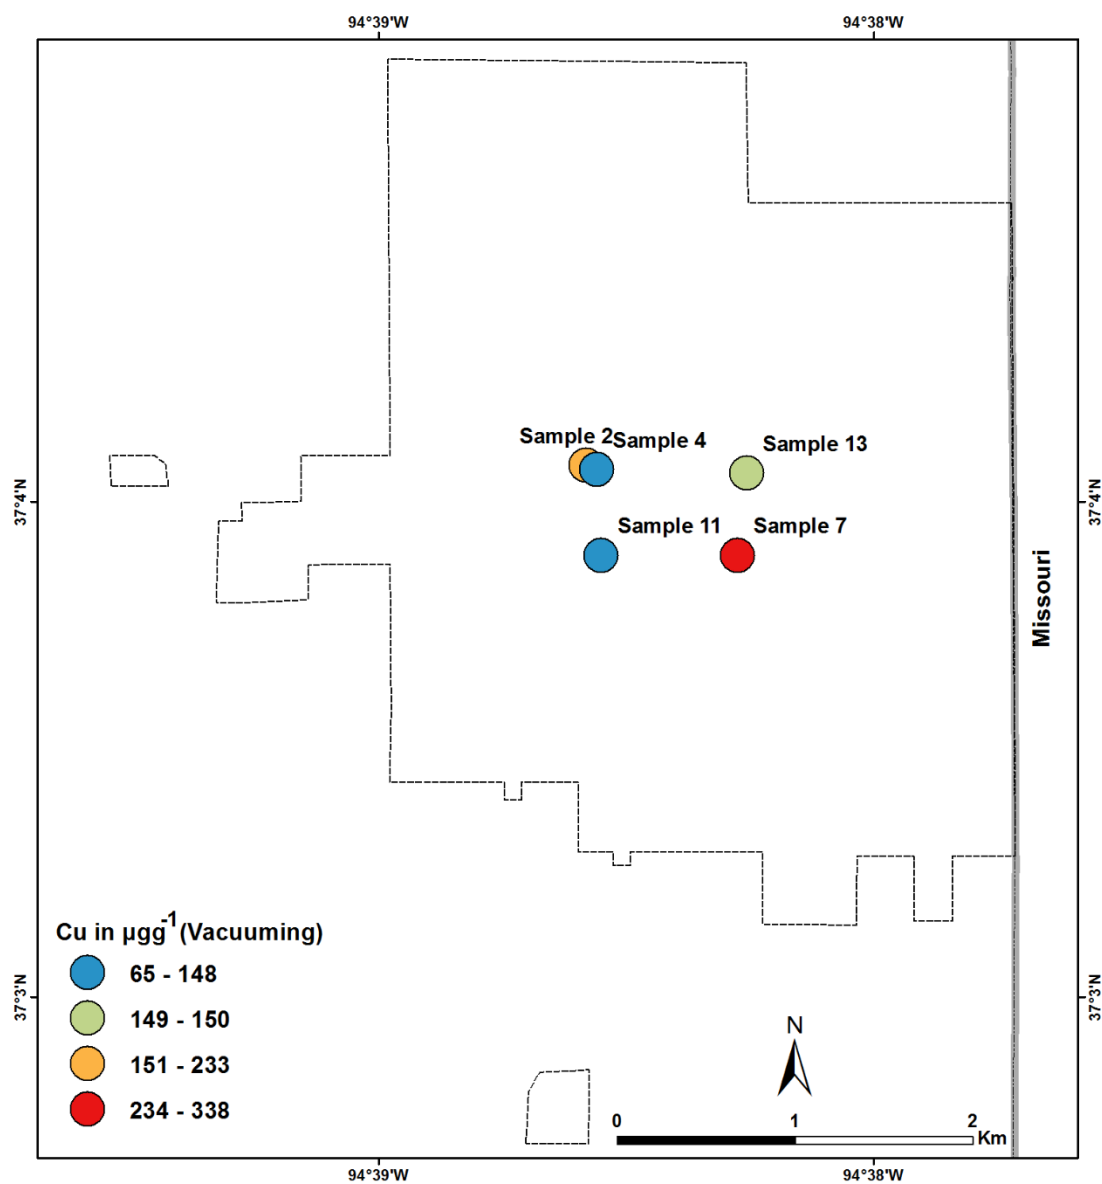 94°39'W 94°38'W
Sample 2 Sample 4 Sample 13
37°4'N 37°4'N
Sample 11 Sample 7
Missouri
Cu in µgg-1 (Vacuuming)
65 - 148
149 - 150
151 - 233
234 - 338
37°3'N 37°3'N
N
0 1 2
Km
94°39'W 94°38'W